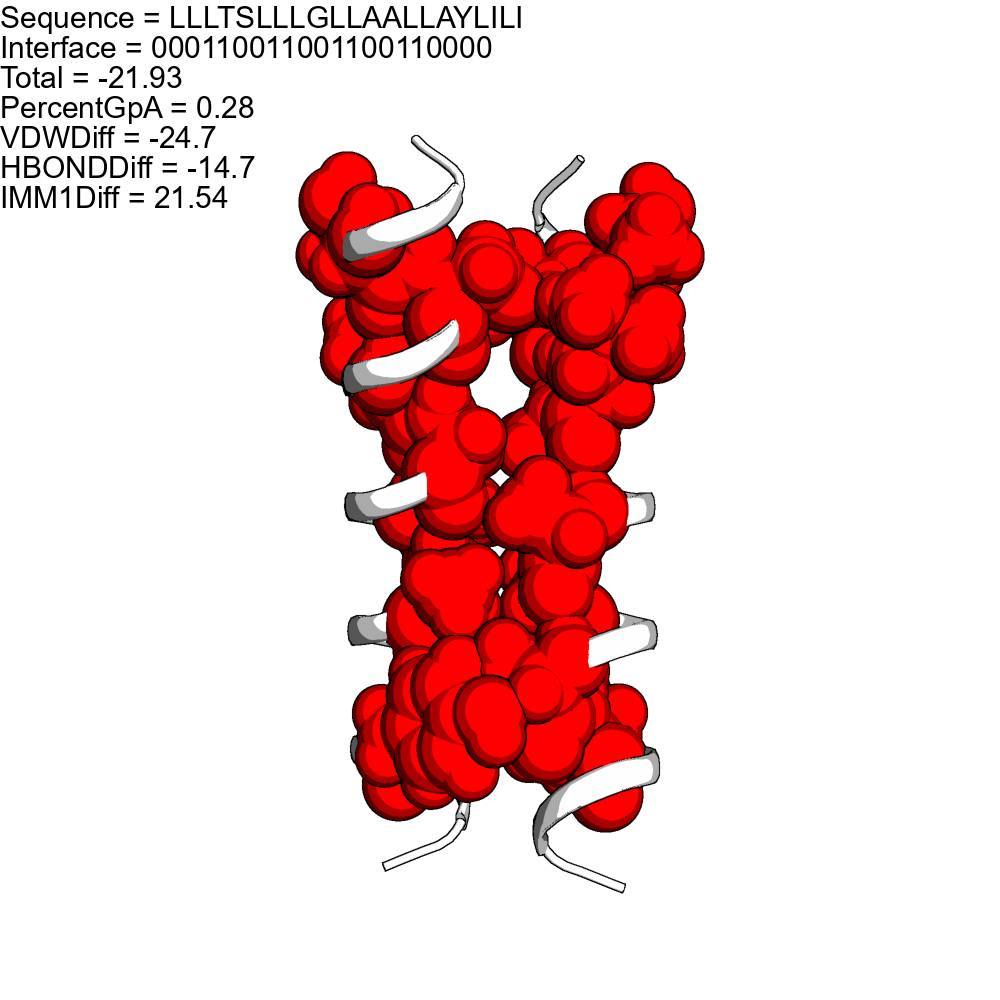 Sequence = LLLTSLLLGLLAALLAYLILI
Interface = 000110011001100110000
Total = -21.93
PercentGpA = 0.28
VDWDiff = -24.7
HBONDDiff = -14.7
IMM1Diff = 21.54